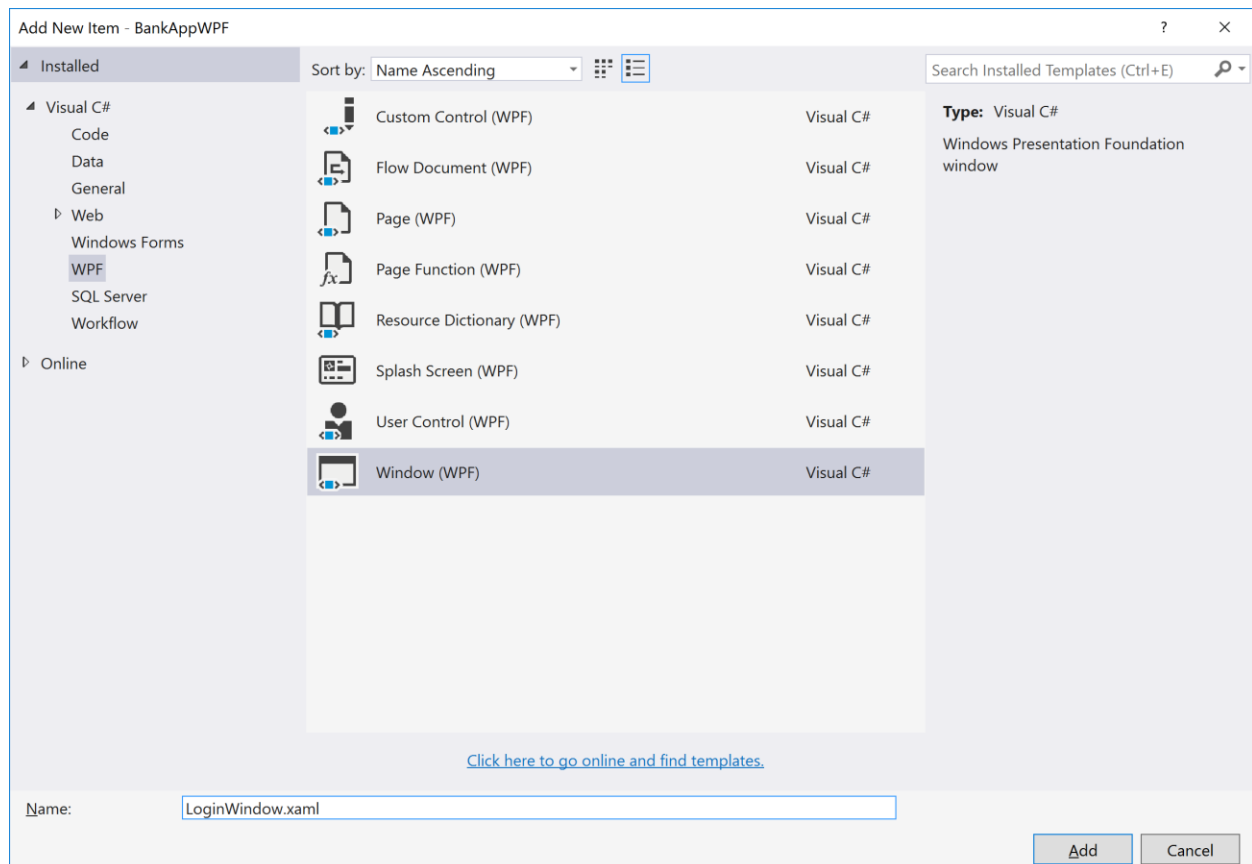 Add New Item - BankAppWPF
?
Installed
Sort by: Name Ascending
Search Installed Templates (Ctrl+E)
Visual C#
Code
Data
General
Web
Windows Forms
WPF
SQL Server
Workflow
Online
Custom Control (WPF) Visual C#
Flow Document (WPF) Visual C#
Page (WPF) Visual C#
Page Function (WPF) Visual C#
Resource Dictionary (WPF) Visual C#
Splash Screen (WPF) Visual C#
User Control (WPF) Visual C#
Window (WPF) Visual C#
Type: Visual C#
Windows Presentation Foundation
window
Click here to go online and find templates.
Name: LoginWindow.xaml
Add Cancel